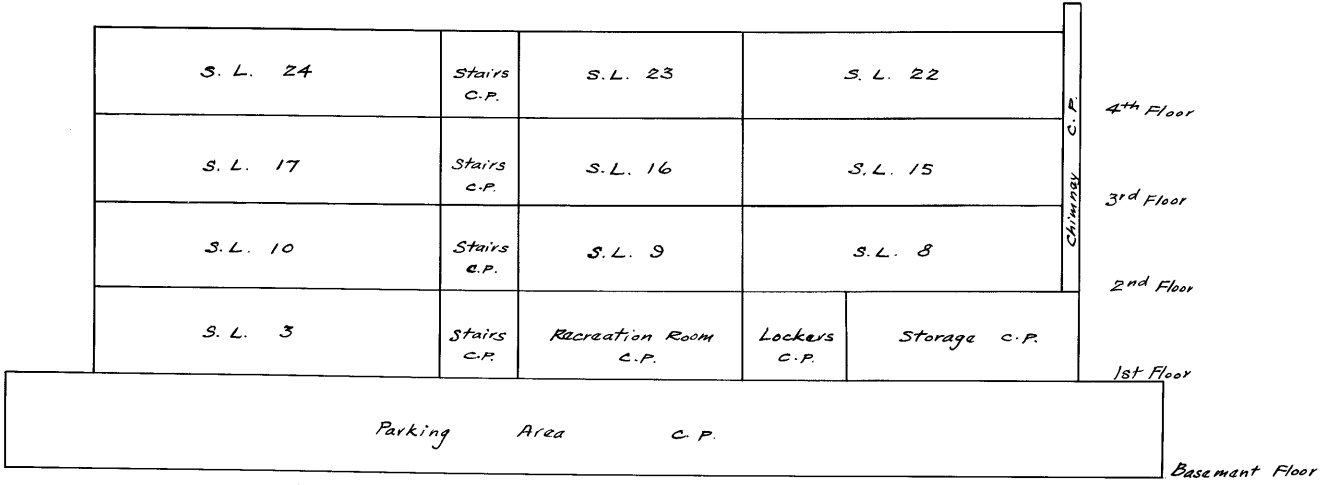 S. L. 24
Stairs
C.P.
S.L. 23
S.L. 22
4th Floor
S. L. 17
Stairs
C.P.
S.L. 16
S.L. 15
3rd Floor
Chimnay C. P.
S. L. 10
Stairs
C.P.
S.L. 9
S.L. 8
2nd Floor
S. L. 3
Stairs
C.P.
Recreation Room
C.P.
Lockers
C.P.
Storage C.P.
1st Floor
Parking Area C. P.
Basement Floor